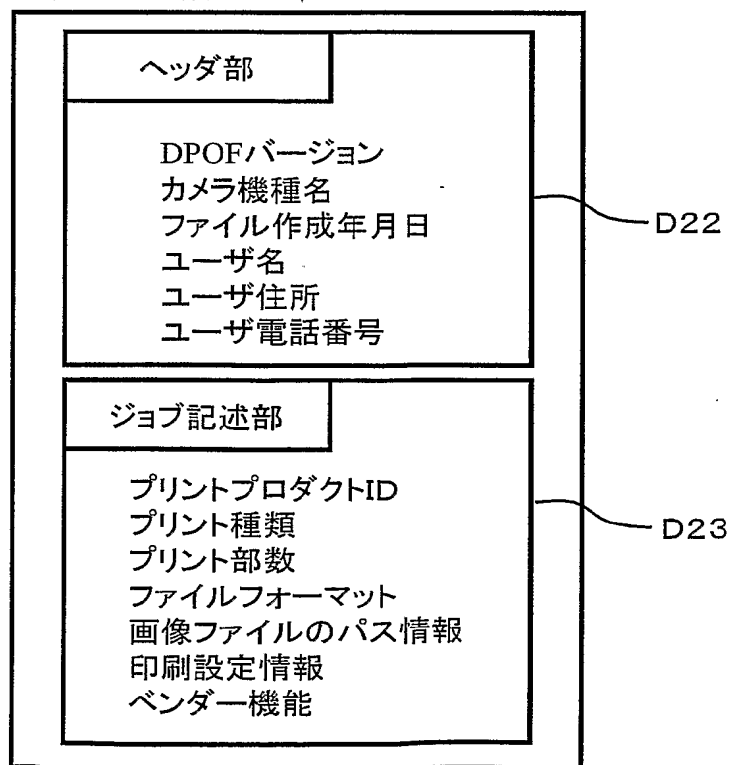 ヘッダ部
DPOFバージョン
カメラ機種名
ファイル作成年月日
ユーザ名
ユーザ住所
ユーザ電話番号
D22
ジョブ記述部
プリントプロダクトID
プリント種類
プリント部数
ファイルフォーマット
画像ファイルのパス情報
印刷設定情報
ベンダー機能
D23